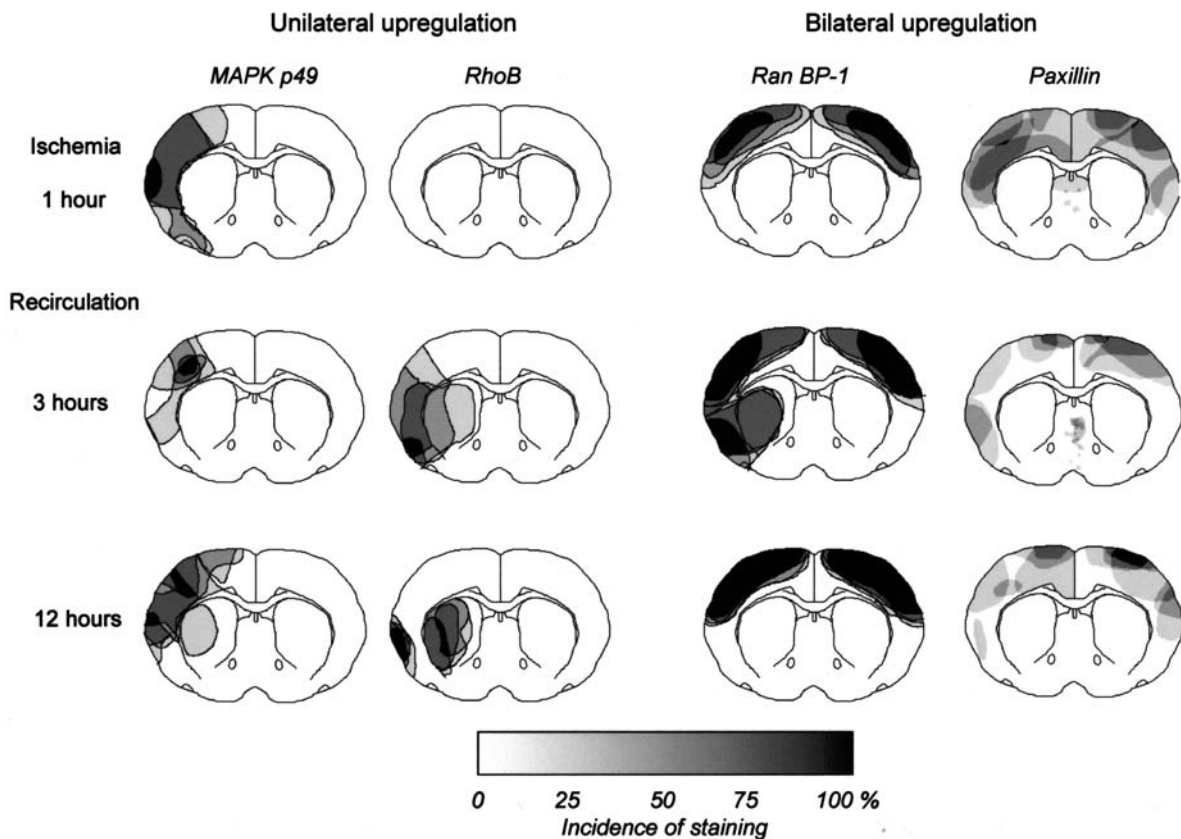 Unilateral upregulation Bilateral upregulation
MAPK p49 RhoB Ran BP-1 Paxillin
Ischemia
1 hour
Recirculation
3 hours
12 hours
0 25 50 75 100 %
Incidence of staining